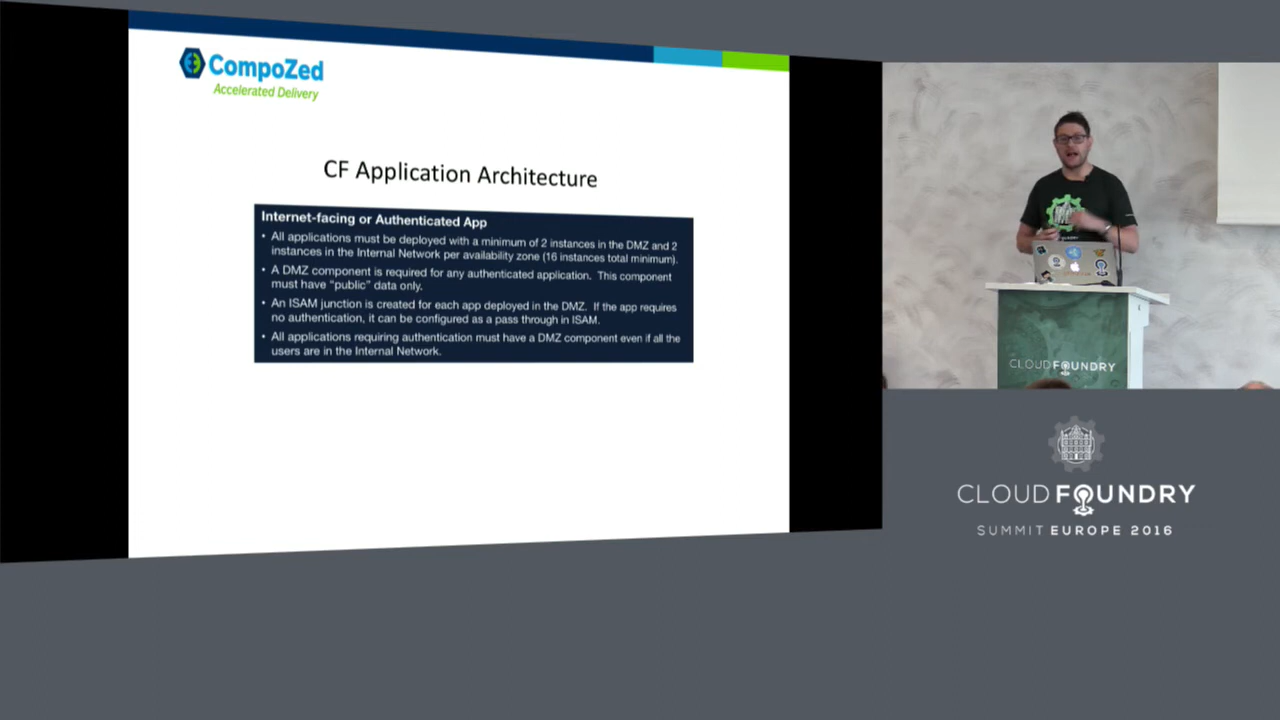 CompoZed
Accelerated Delivery
CF Application Architecture
Internet-facing or Authenticated App
• All applications must be deployed with a minimum of 2 instances in the DMZ and 2
instances in the Internal Network per availability zone (16 instances total minimum).
• A DMZ component is required for any authenticated application. This component
must have “public” data only.
• An ISAM junction is created for each app deployed in the DMZ. If the app requires
no authentication, it can be configured as a pass through in ISAM.
• All applications requiring authentication must have a DMZ component even if all the
users are in the Internal Network.
CLOUD FOUNDRY
CLOUD FOUNDRY
SUMMIT EUROPE 2016